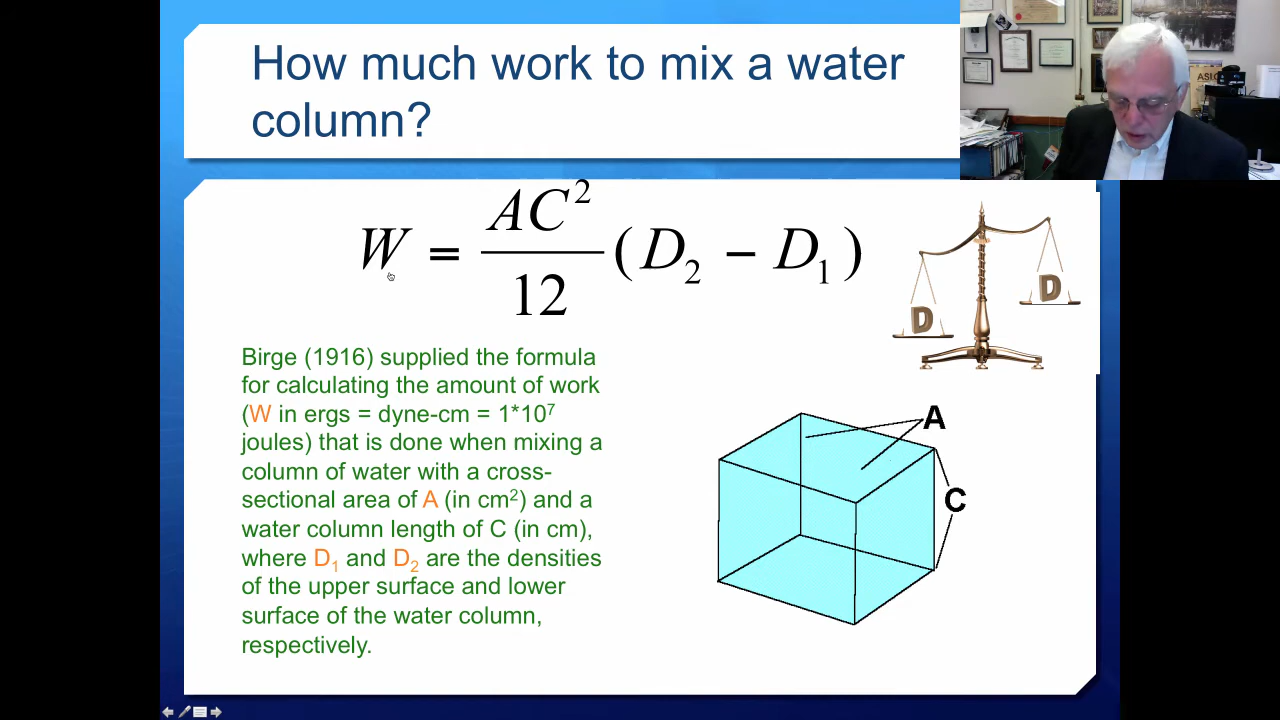 How much work to mix a water
column?
W = AC²/12 (D₂ − D₁)
D
D
Birge (1916) supplied the formula
for calculating the amount of work
(W in ergs = dyne-cm = 1*10⁷
joules) that is done when mixing a
column of water with a cross-
sectional area of A (in cm²) and a
water column length of C (in cm),
where D₁ and D₂ are the densities
of the upper surface and lower
surface of the water column,
respectively.
A
C